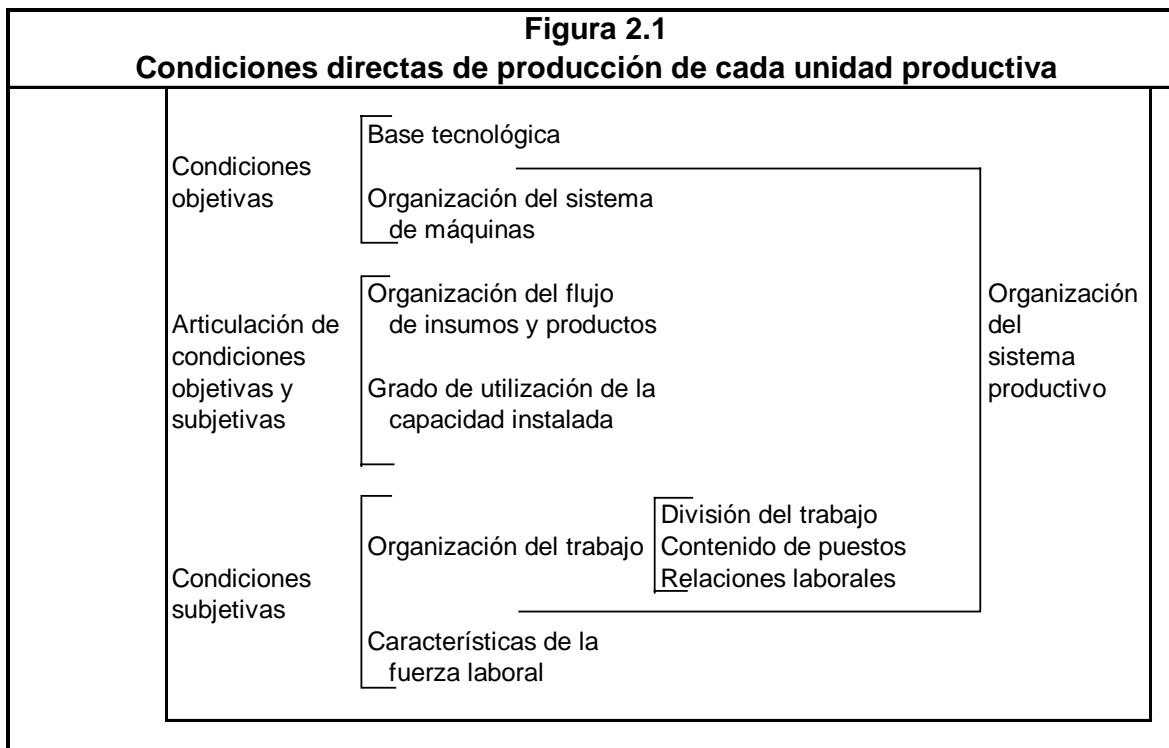 Figura 2.1
Condiciones directas de producción de cada unidad productiva
Condiciones
objetivas
Base tecnológica
Organización del sistema
de máquinas
Articulación de
condiciones
objetivas y
subjetivas
Organización del flujo
de insumos y productos
Grado de utilización de la
capacidad instalada
Condiciones
subjetivas
Organización del trabajo
División del trabajo
Contenido de puestos
Relaciones laborales
Características de la
fuerza laboral
Organización
del
sistema
productivo